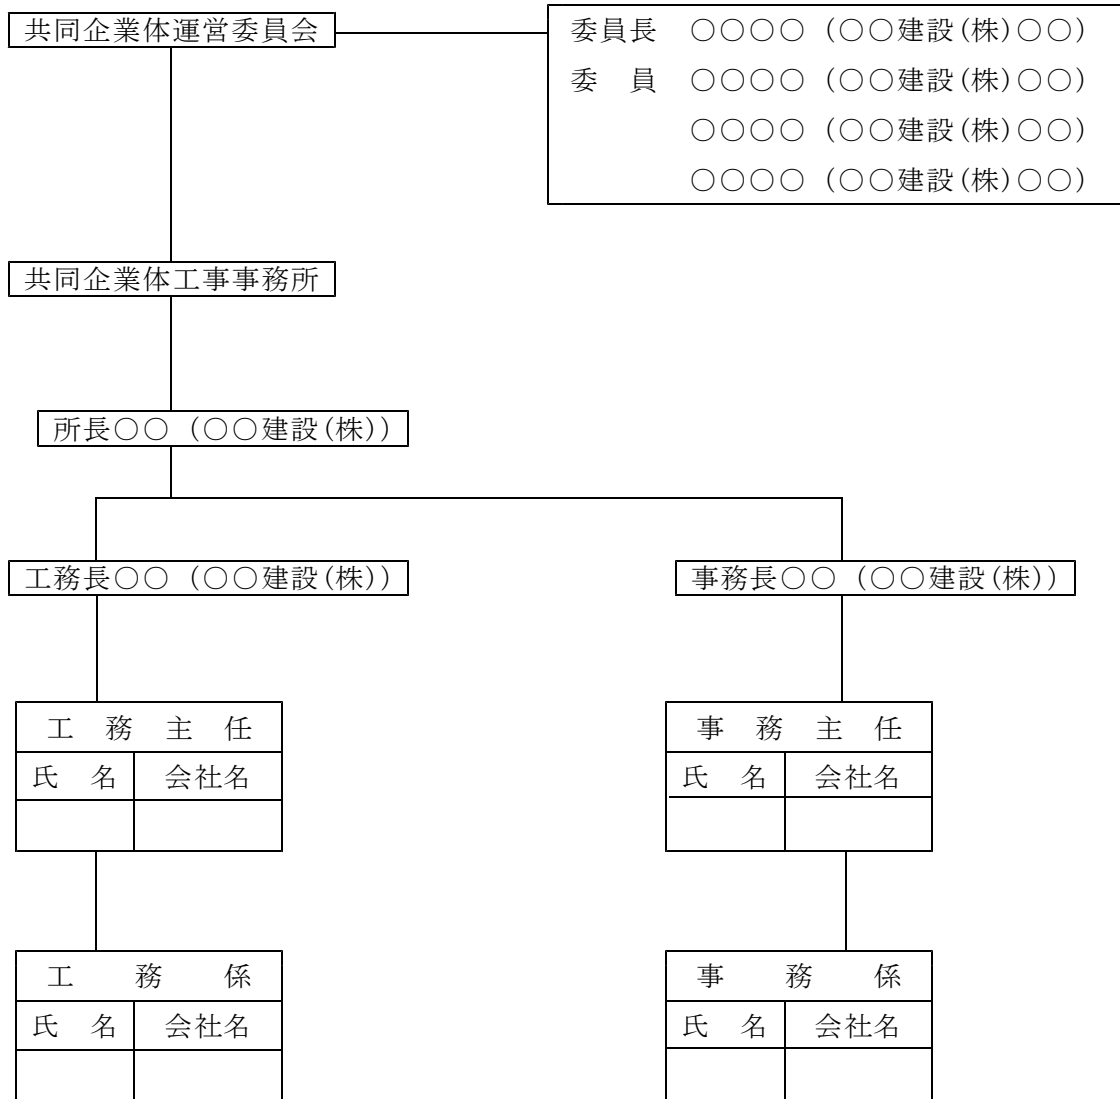 共同企業体運営委員会
委員長　○○○○（○○建設(株)○○）
委　員　○○○○（○○建設(株)○○）
○○○○（○○建設(株)○○）
○○○○（○○建設(株)○○）
共同企業体工事事務所
所長○○（○○建設(株)）
工務長○○（○○建設(株)）
事務長○○（○○建設(株)）
工　務　主　任
氏　名　会社名
事　務　主　任
氏　名　会社名
工　　務　　係
氏　名　会社名
事　　務　　係
氏　名　会社名